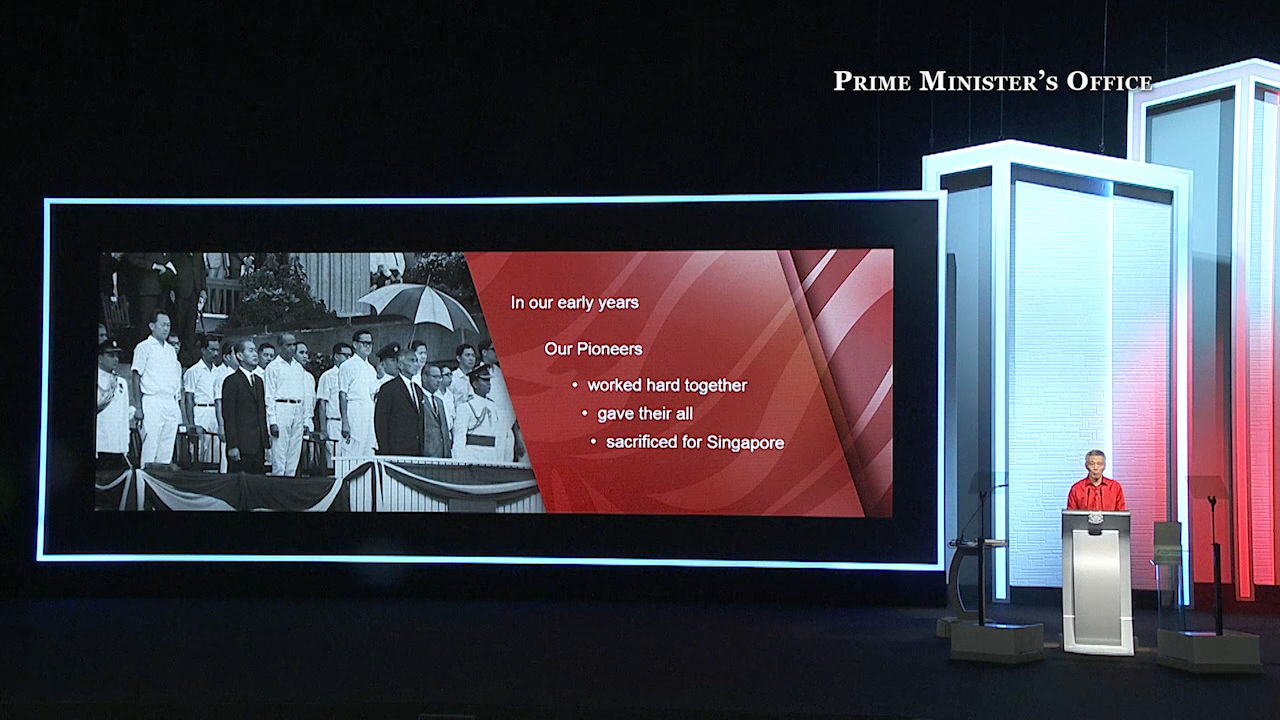 PRIME MINISTER'S OFFICE
In our early years
Our Pioneers
• worked hard together
• gave their all
• sacrificed for Singapore